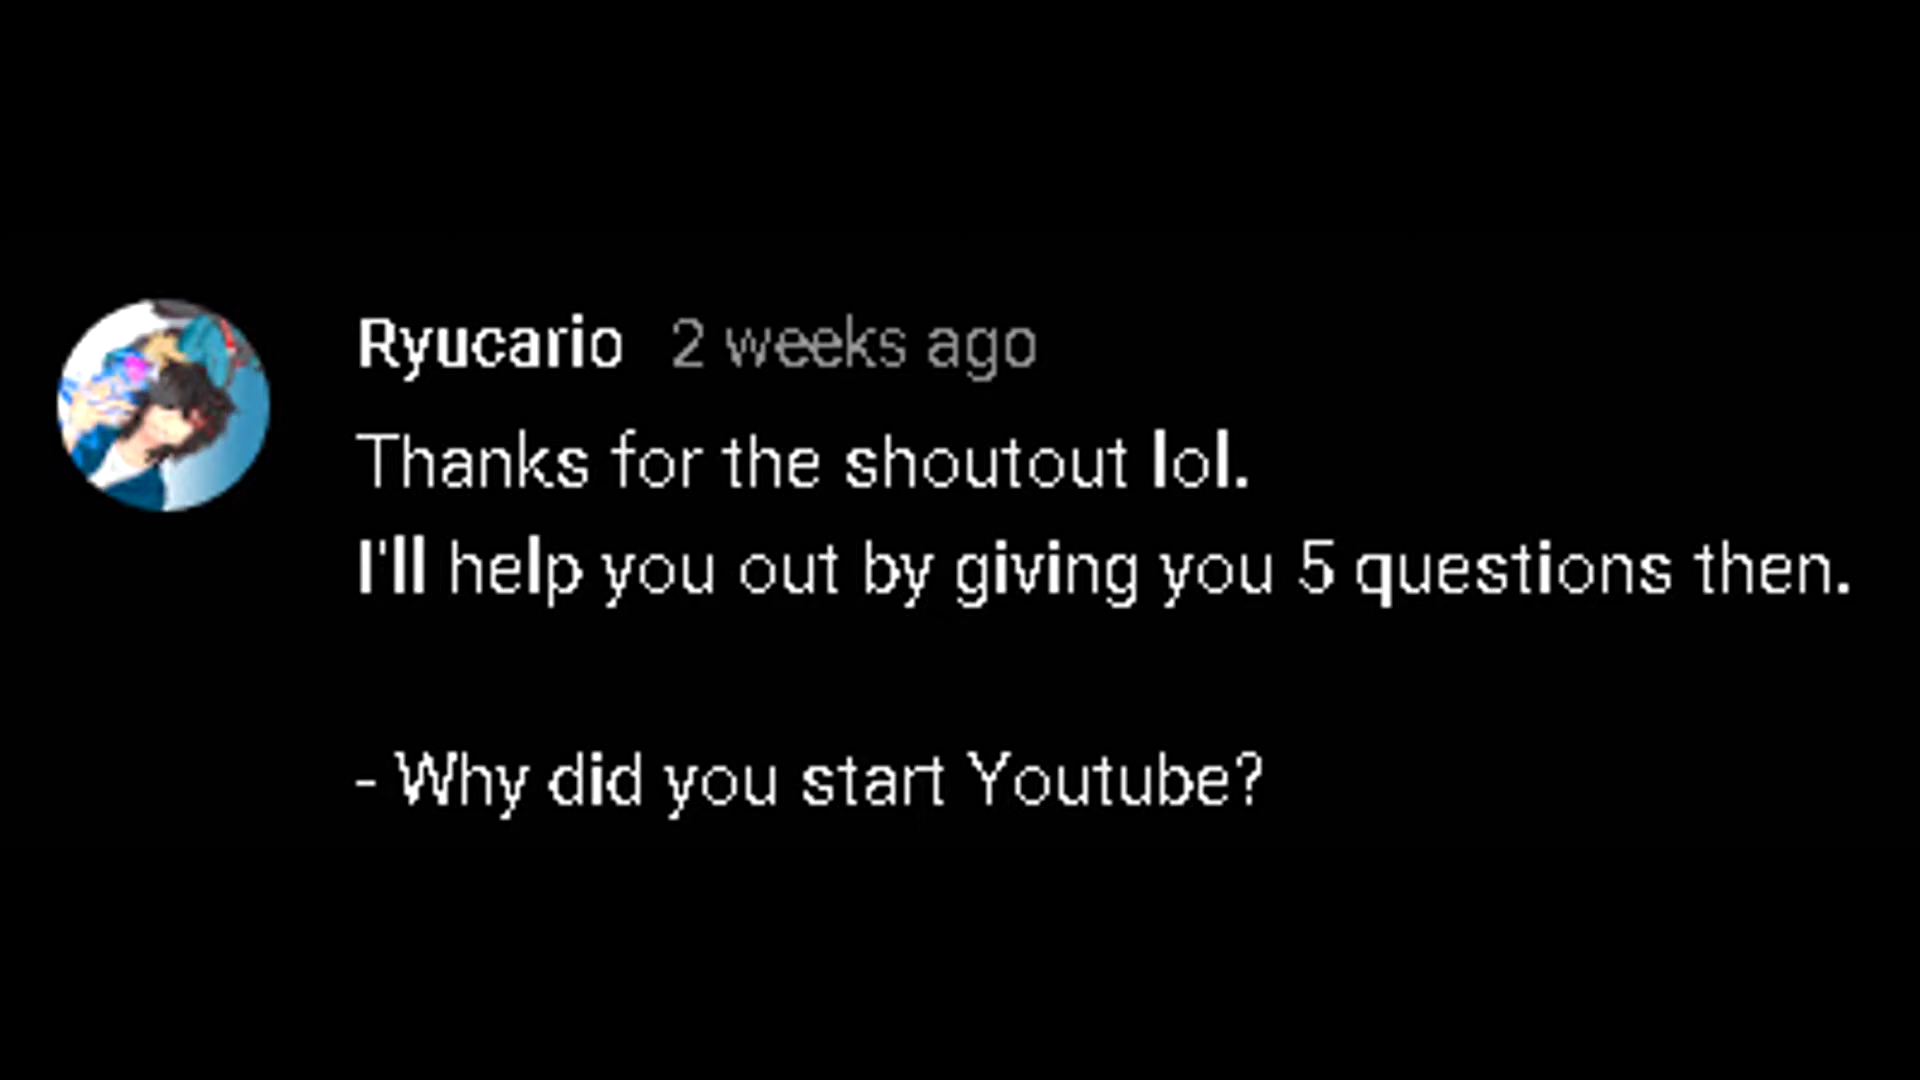 Ryucario 2 weeks ago
Thanks for the shoutout lol.
I'll help you out by giving you 5 questions then.
- Why did you start Youtube?